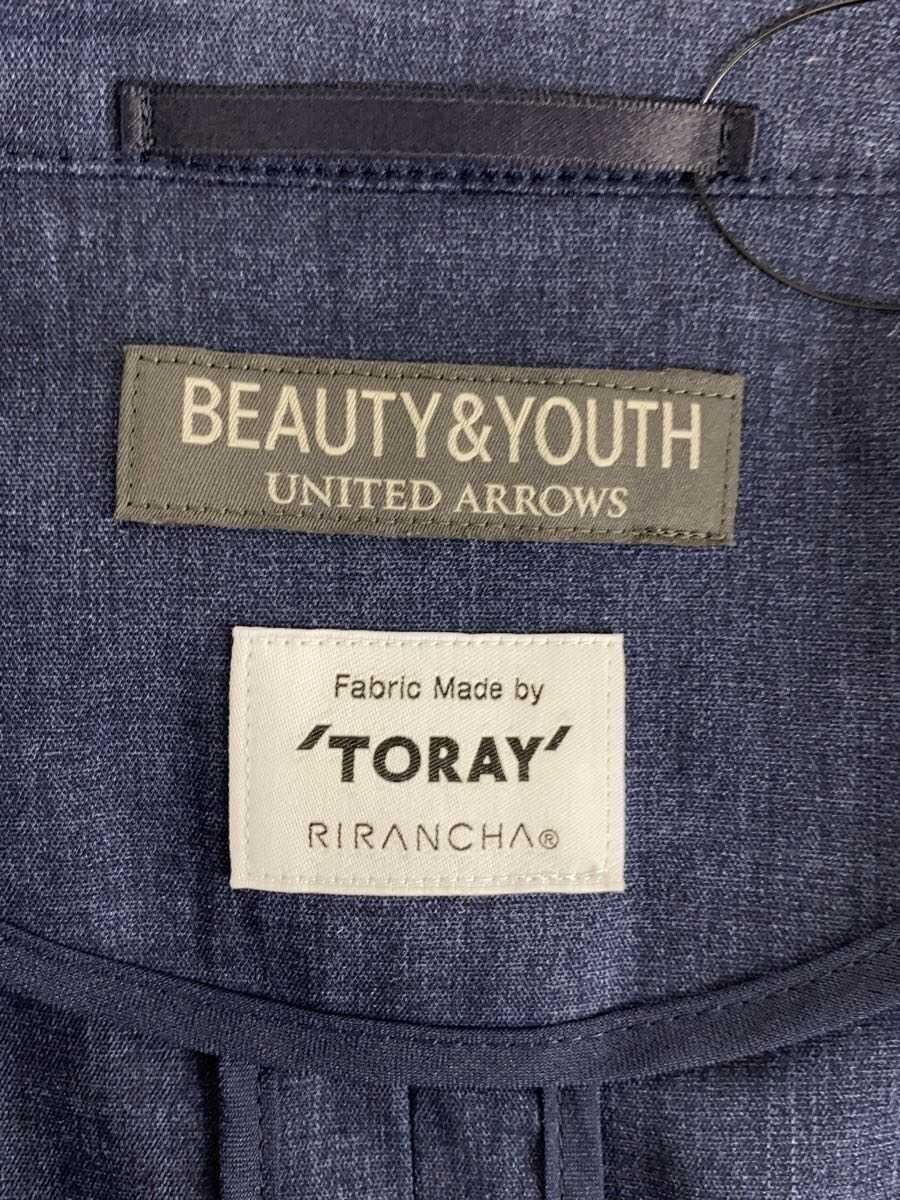 BEAUTY&YOUTH
UNITED ARROWS
Fabric Made by
'TORAY'
RIRANCHA®